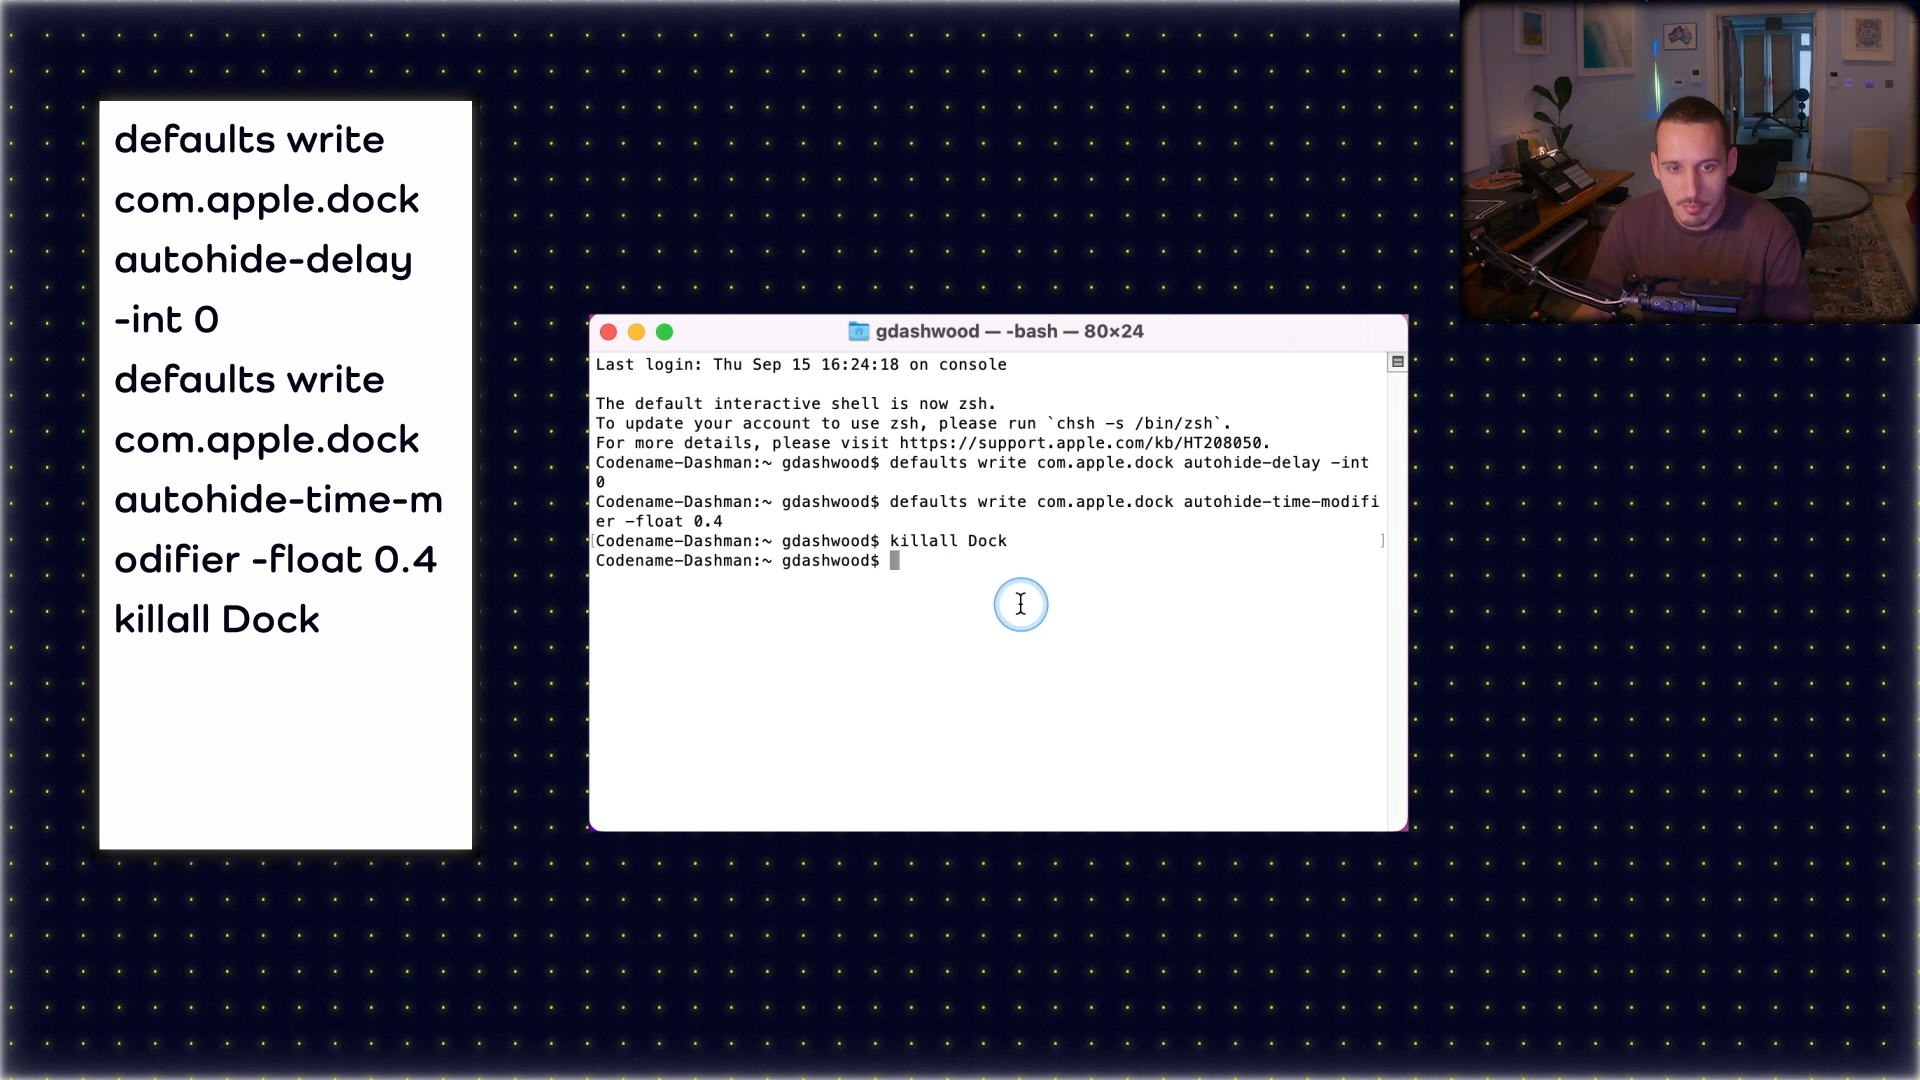 defaults write
com.apple.dock
autohide-delay
-int 0
defaults write
com.apple.dock
autohide-time-m
odifier -float 0.4
killall Dock
gdashwood — -bash — 80×24
Last login: Thu Sep 15 16:24:18 on console
The default interactive shell is now zsh.
To update your account to use zsh, please run `chsh -s /bin/zsh`.
For more details, please visit https://support.apple.com/kb/HT208050.
Codename-Dashman:~ gdashwood$ defaults write com.apple.dock autohide-delay -int
0
Codename-Dashman:~ gdashwood$ defaults write com.apple.dock autohide-time-modifi
er -float 0.4
[Codename-Dashman:~ gdashwood$ killall Dock ]
Codename-Dashman:~ gdashwood$